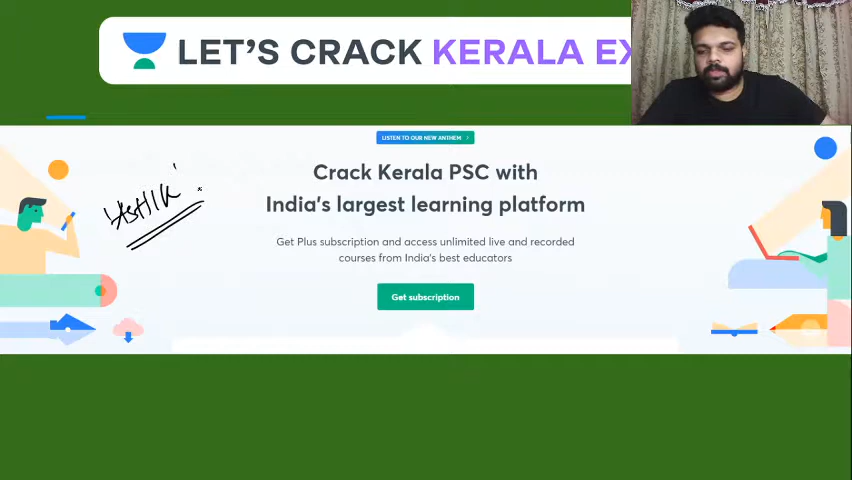 LET'S CRACK KERALA EX
LISTEN TO OUR NEW ANTHEM
Crack Kerala PSC with
India's largest learning platform
'ASHIK'
Get Plus subscription and access unlimited live and recorded
courses from India's best educators
Get subscription